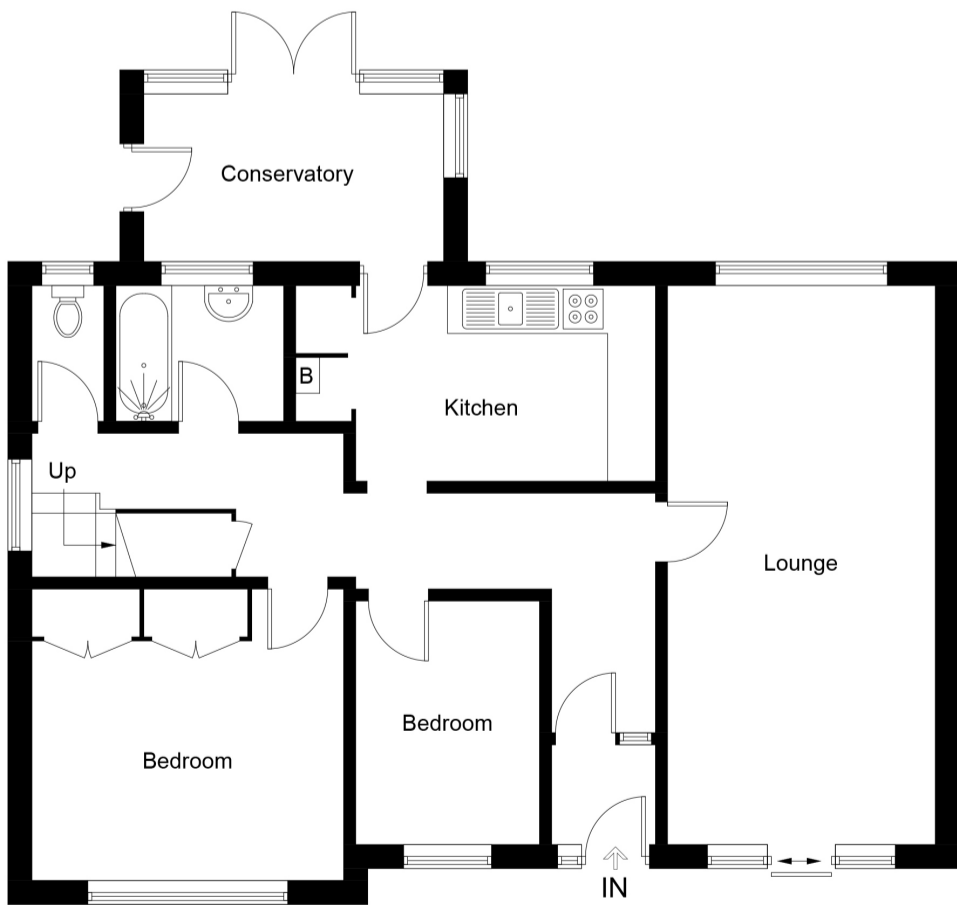 Conservatory
B
Kitchen
Up
Lounge
Bedroom
Bedroom
IN